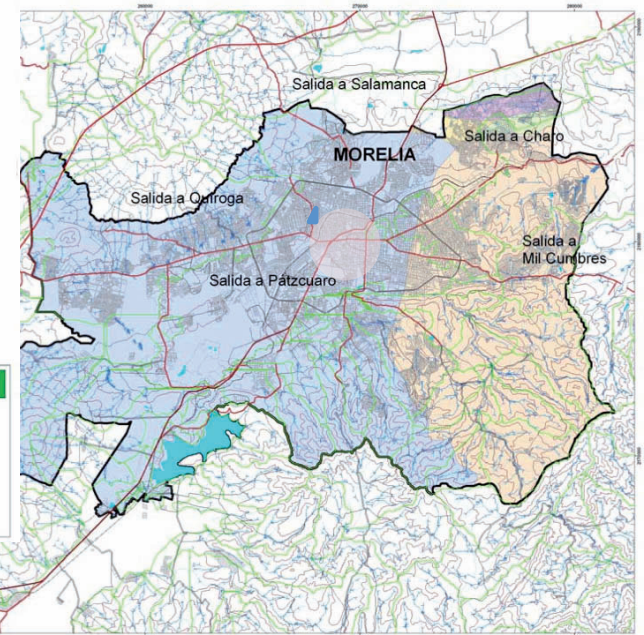 Salida a Salamanca
Salida a Charo
MORELIA
Salida a Quiroga
Salida a
Mil Cumbres
Salida a Pátzcuaro